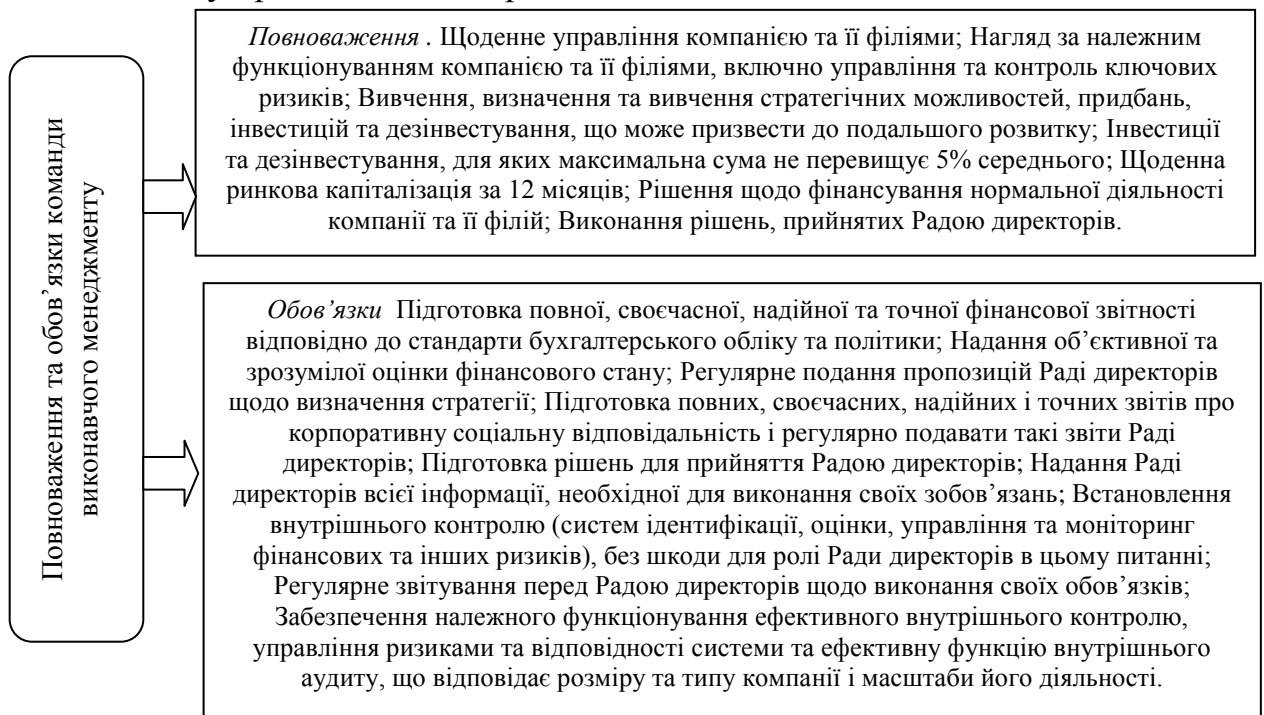 Повноваження та обов’язки команди
виконавчого менеджменту
Повноваження . Щоденне управління компанією та її філіями; Нагляд за належним
функціонуванням компанією та її філіями, включно управління та контроль ключових
ризиків; Вивчення, визначення та вивчення стратегічних можливостей, придбань,
інвестицій та дезінвестування, що може призвести до подальшого розвитку; Інвестиції
та дезінвестування, для яких максимальна сума не перевищує 5% середнього; Щоденна
ринкова капіталізація за 12 місяців; Рішення щодо фінансування нормальної діяльності
компанії та її філій; Виконання рішень, прийнятих Радою директорів.
Обов’язки Підготовка повної, своєчасної, надійної та точної фінансової звітності
відповідно до стандарти бухгалтерського обліку та політики; Надання об’єктивної та
зрозумілої оцінки фінансового стану; Регулярне подання пропозицій Раді директорів
щодо визначення стратегії; Підготовка повних, своєчасних, надійних і точних звітів про
корпоративну соціальну відповідальність і регулярно подавати такі звіти Раді
директорів; Підготовка рішень для прийняття Радою директорів; Надання Раді
директорів всієї інформації, необхідної для виконання своїх зобов’язань; Встановлення
внутрішнього контролю (систем ідентифікації, оцінки, управління та моніторинг
фінансових та інших ризиків), без шкоди для ролі Ради директорів в цьому питанні;
Регулярне звітування перед Радою директорів щодо виконання своїх обов’язків;
Забезпечення належного функціонування ефективного внутрішнього контролю,
управління ризиками та відповідності системи та ефективну функцію внутрішнього
аудиту, що відповідає розміру та типу компанії і масштаби його діяльності.